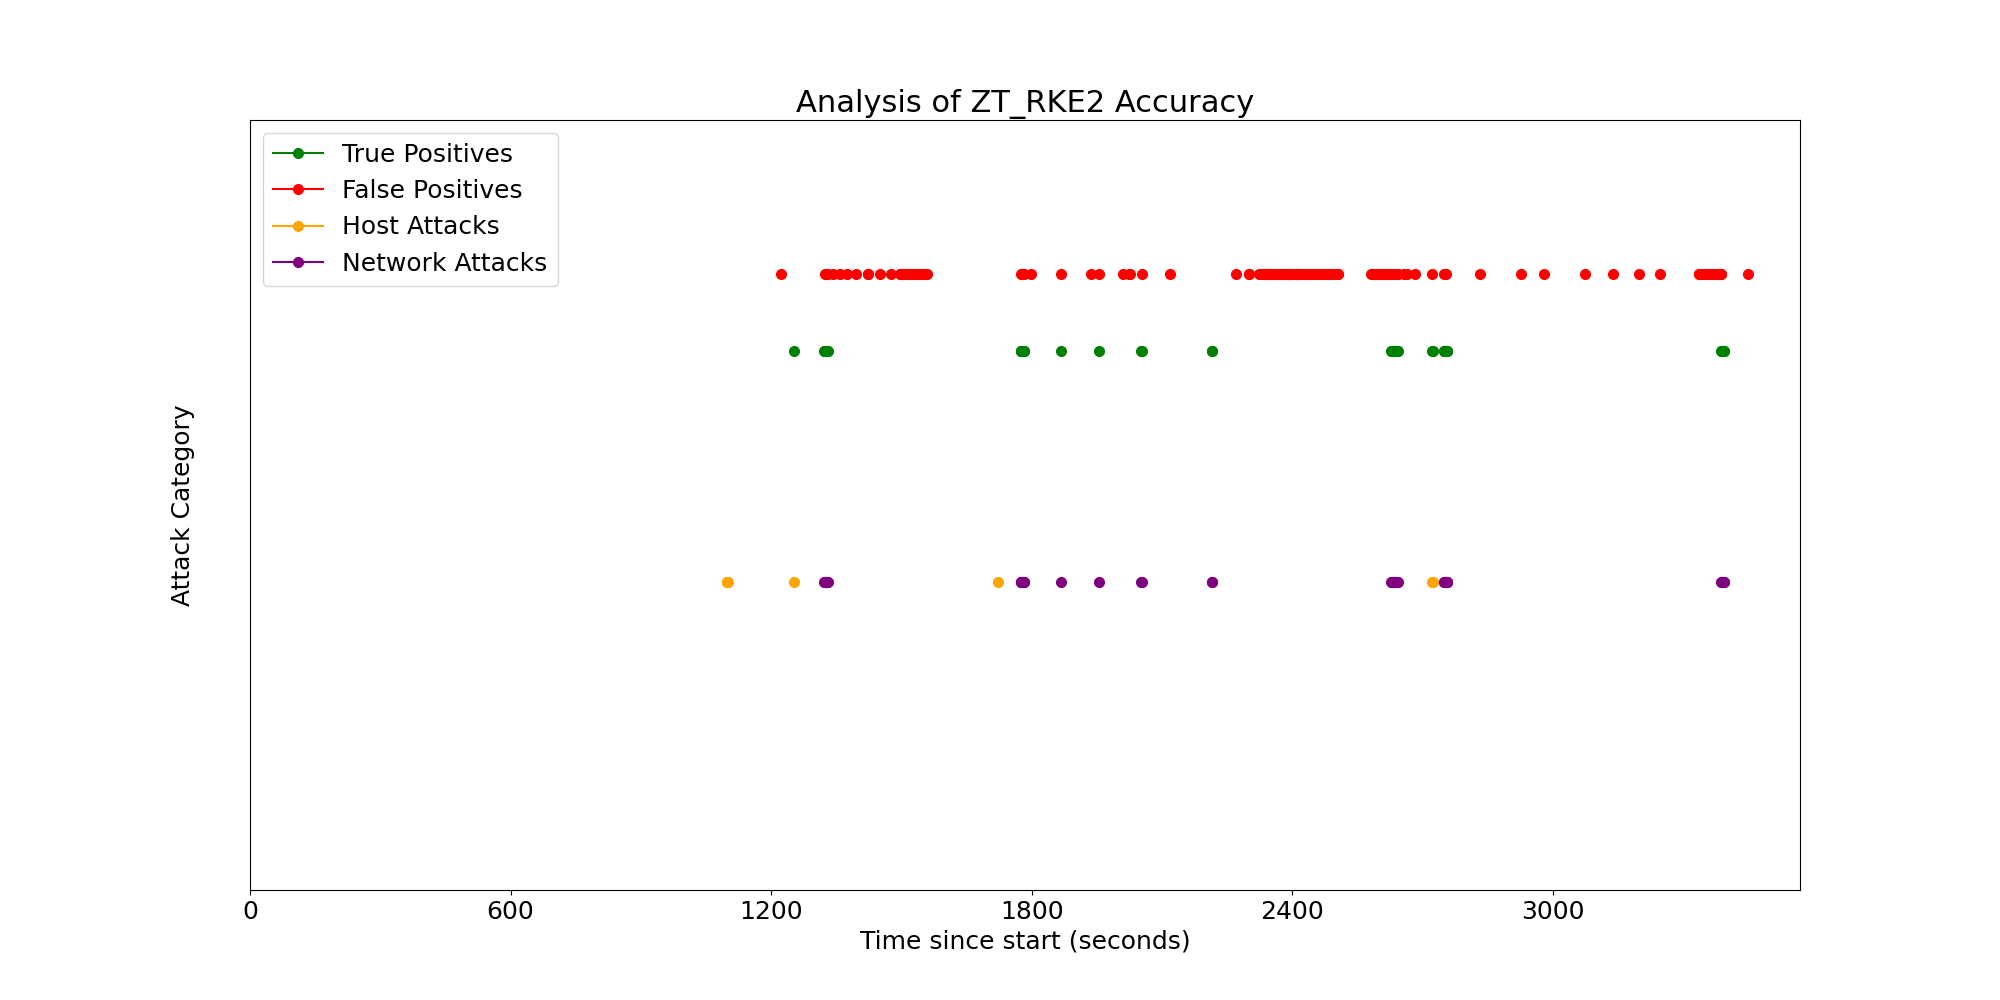 Analysis of ZT_RKE2 Accuracy
True Positives
False Positives
Host Attacks
Network Attacks
Attack Category
0 600 1200 1800 2400 3000
Time since start (seconds)